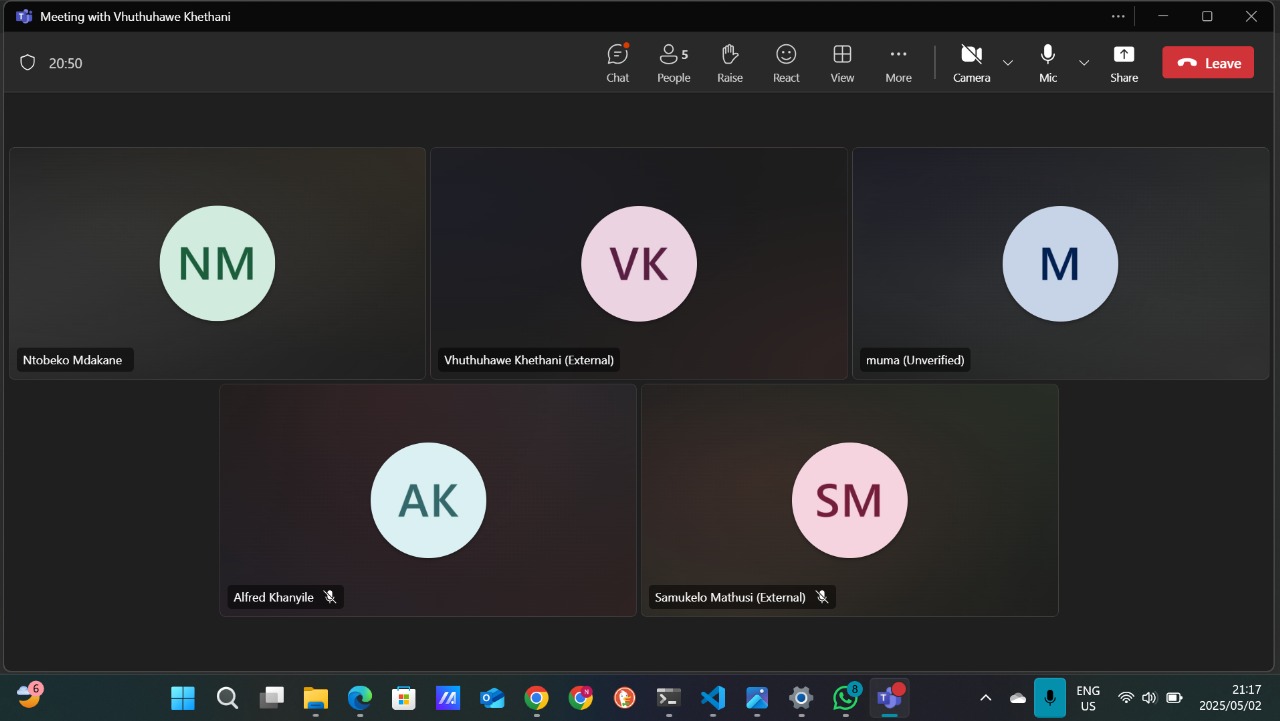 Meeting with Vhuthuhawe Khethani
20:50
Chat
5
People
Raise
React
View
More
Camera
Mic
Share
Leave
NM
Ntobeko Mdakane
VK
Vhuthuhawe Khethani (External)
M
muma (Unverified)
AK
Alfred Khanyile
SM
Samukelo Mathusi (External)
6
N
8
ENG
US
21:17
2025/05/02